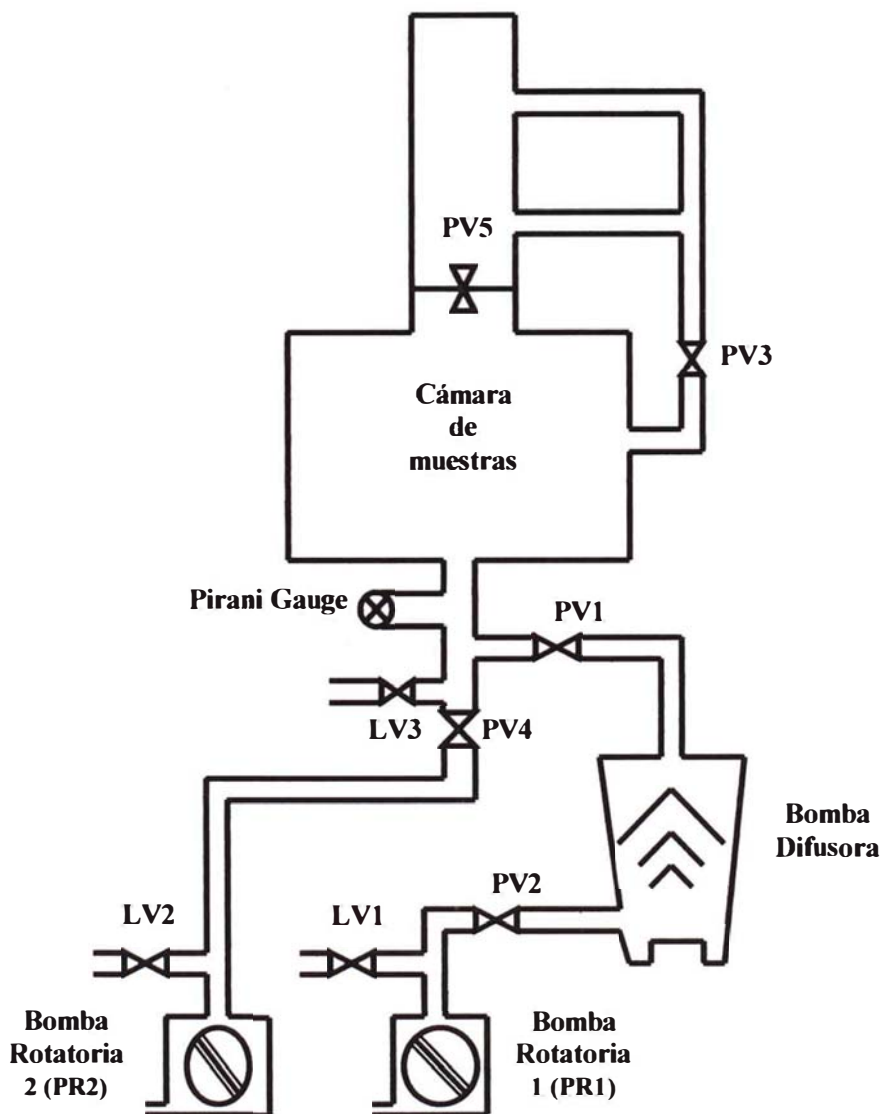 PV5
PV3
Cámara
de
muestras
Pirani Gauge
PV1
LV3
PV4
Bomba
Difusora
PV2
LV2
LV1
Bomba
Rotatoria
2 (PR2)
Bomba
Rotatoria
1 (PR1)